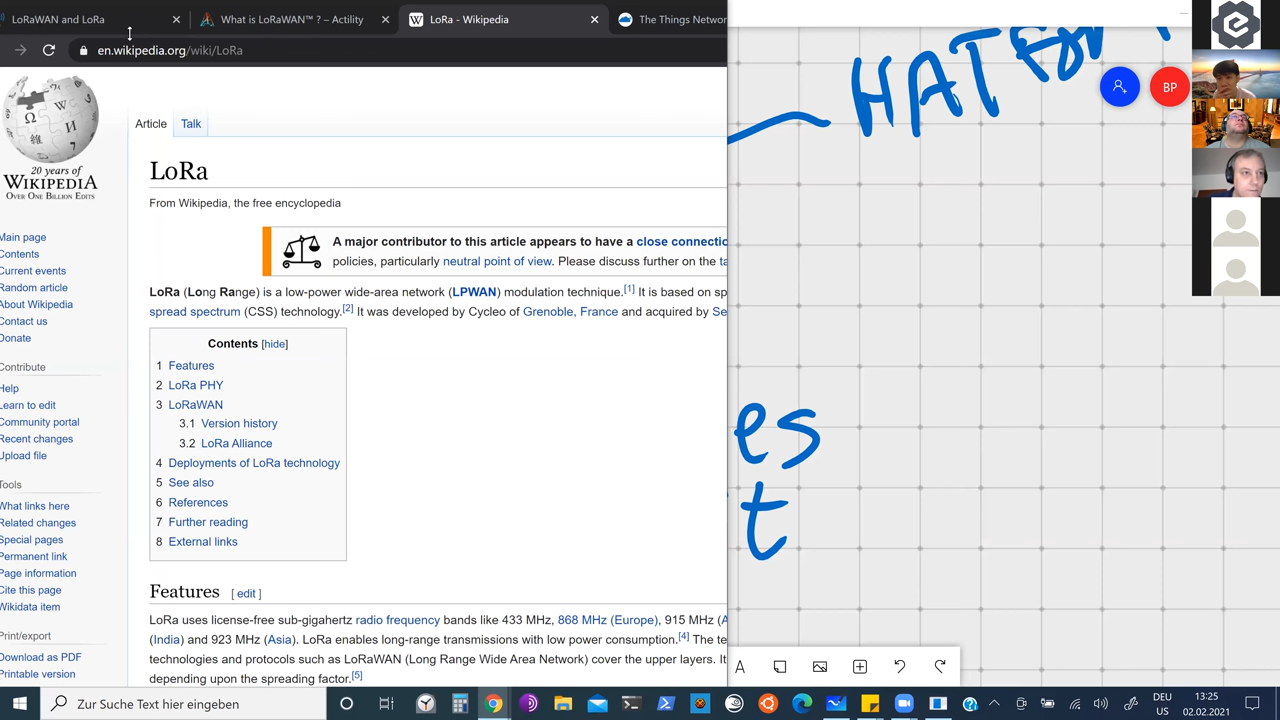 LoRaWAN and LoRa
What is LoRaWAN™ ? – Actility
LoRa - Wikipedia
The Things Netwo
en.wikipedia.org/wiki/LoRa
HAT for
BP
20 years of
WIKIPEDIA
OVER ONE BILLION EDITS
Article
Talk
LoRa
From Wikipedia, the free encyclopedia
A major contributor to this article appears to have a close connectio
policies, particularly neutral point of view. Please discuss further on the ta
LoRa (Long Range) is a low-power wide-area network (LPWAN) modulation technique.[1] It is based on sp
spread spectrum (CSS) technology.[2] It was developed by Cycleo of Grenoble, France and acquired by Se
Contents [hide]
1 Features
2 LoRa PHY
3 LoRaWAN
3.1 Version history
3.2 LoRa Alliance
4 Deployments of LoRa technology
5 See also
6 References
7 Further reading
8 External links
Features [ edit ]
LoRa uses license-free sub-gigahertz radio frequency bands like 433 MHz, 868 MHz (Europe), 915 MHz (A
(India) and 923 MHz (Asia). LoRa enables long-range transmissions with low power consumption.[4] The te
technologies and protocols such as LoRaWAN (Long Range Wide Area Network) cover the upper layers. It
depending upon the spreading factor.[5]
Main page
Contents
Current events
Random article
About Wikipedia
Contact us
Donate
Contribute
Help
Learn to edit
Community portal
Recent changes
Upload file
Tools
What links here
Related changes
Special pages
Permanent link
Page information
Cite this page
Wikidata item
Print/export
Download as PDF
Printable version
es
t
Zur Suche Text hier eingeben
DEU
US
13:25
02.02.2021